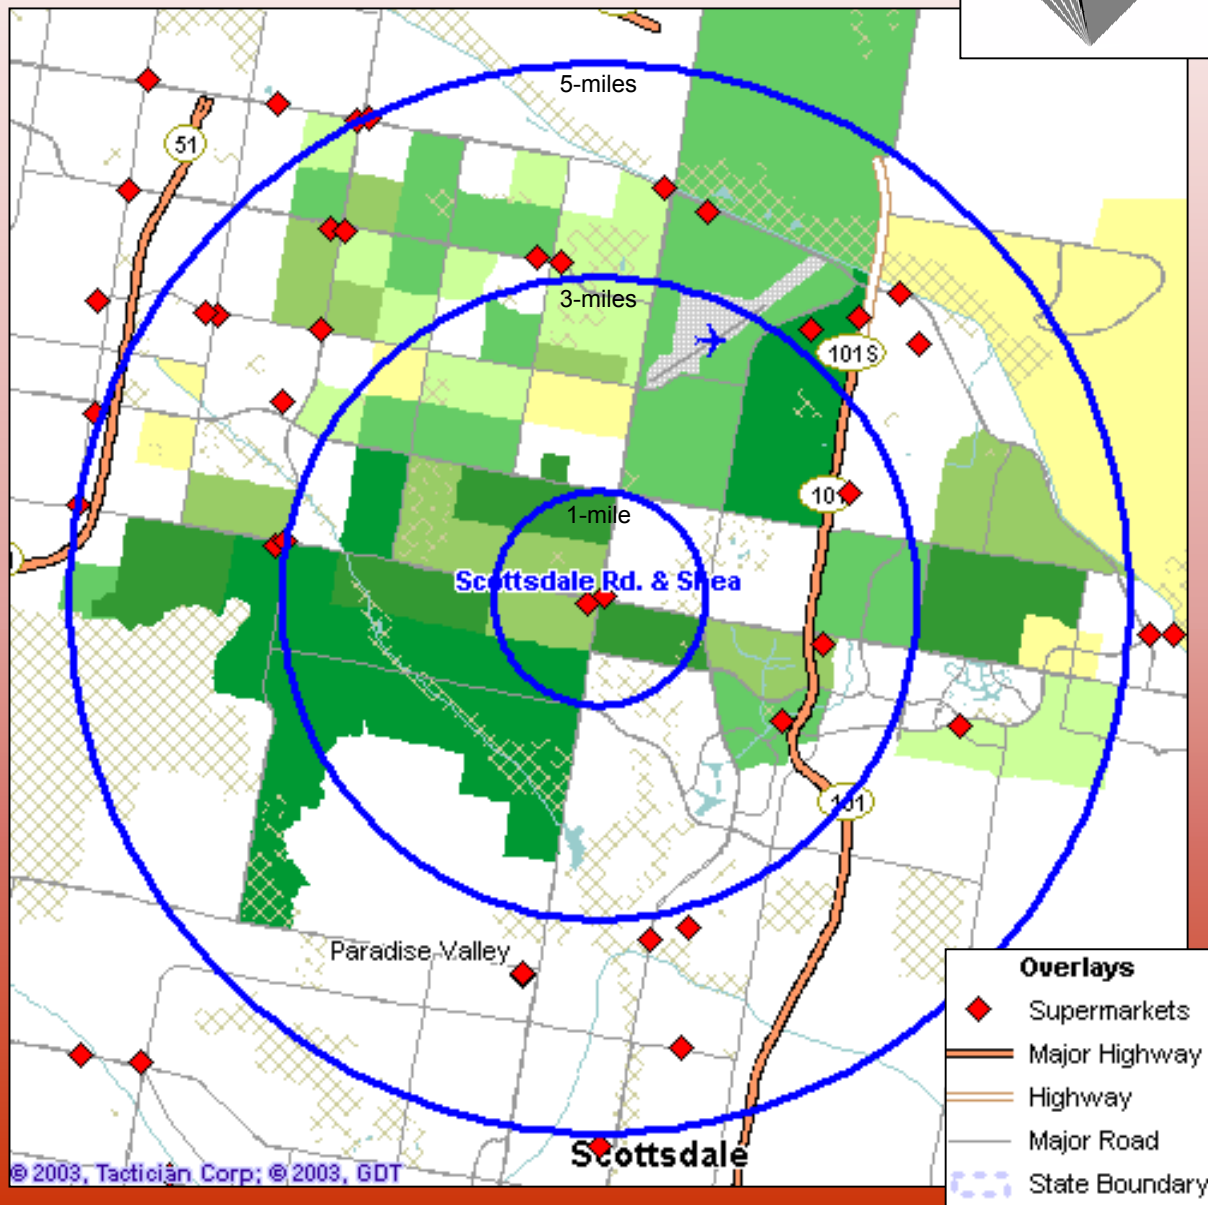 5-miles
51
3-miles
101S
101
1-mile
Scottsdale Rd. & Shea
101
Paradise Valley
Overlays
Supermarkets
Major Highway
Highway
Major Road
State Boundary
Scottsdale
© 2003, Tactician Corp; © 2003, GDT